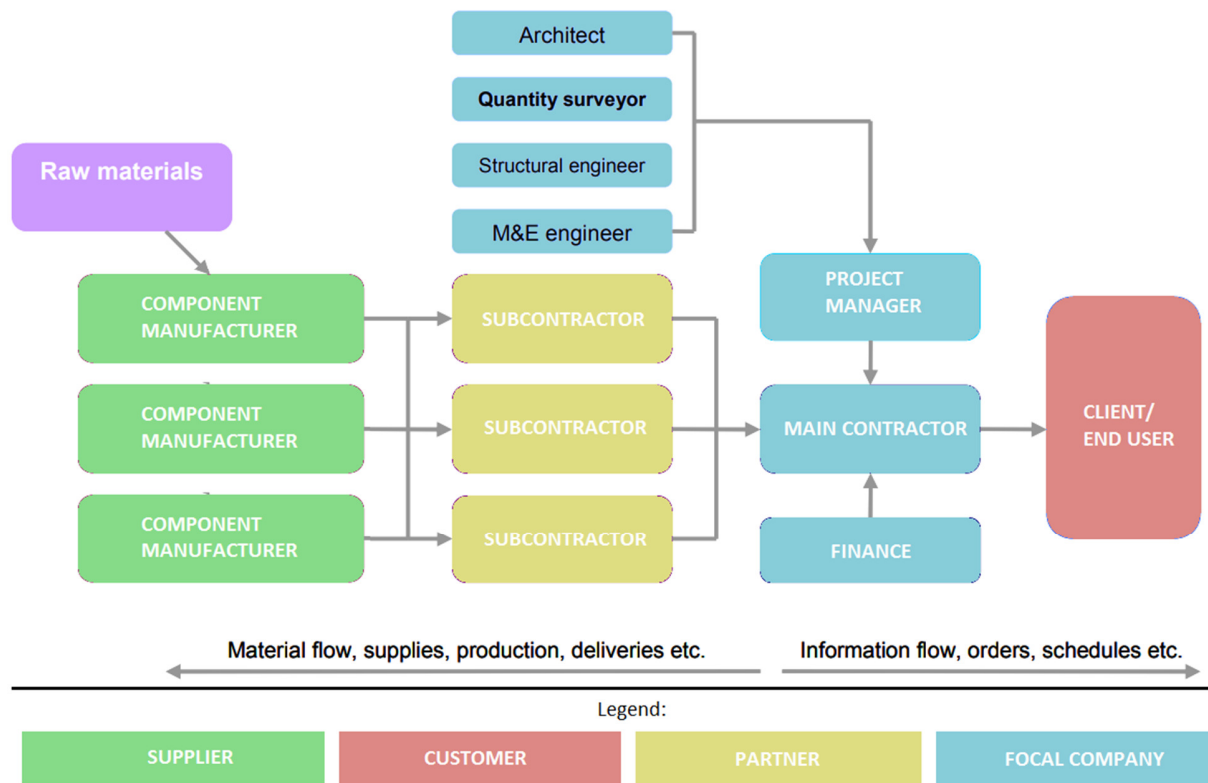 Architect
Quantity surveyor
Structural engineer
M&E engineer
Raw materials
COMPONENT
MANUFACTURER
SUBCONTRACTOR
PROJECT
MANAGER
COMPONENT
MANUFACTURER
SUBCONTRACTOR
MAIN CONTRACTOR
CLIENT/
END USER
COMPONENT
MANUFACTURER
SUBCONTRACTOR
FINANCE
Material flow, supplies, production, deliveries etc.
Information flow, orders, schedules etc.
Legend:
SUPPLIER
CUSTOMER
PARTNER
FOCAL COMPANY